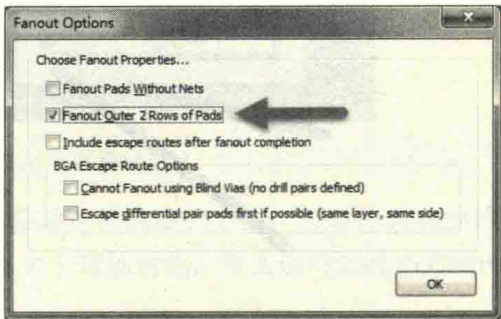 Fanout Options
Choose Fanout Properties...
Fanout Pads Without Nets
Fanout Outer 2 Rows of Pads
Include escape routes after fanout completion
BGA Escape Route Options
Cannot Fanout using Blind Vias (no drill pairs defined)
Escape differential pair pads first if possible (same layer, same side)
OK